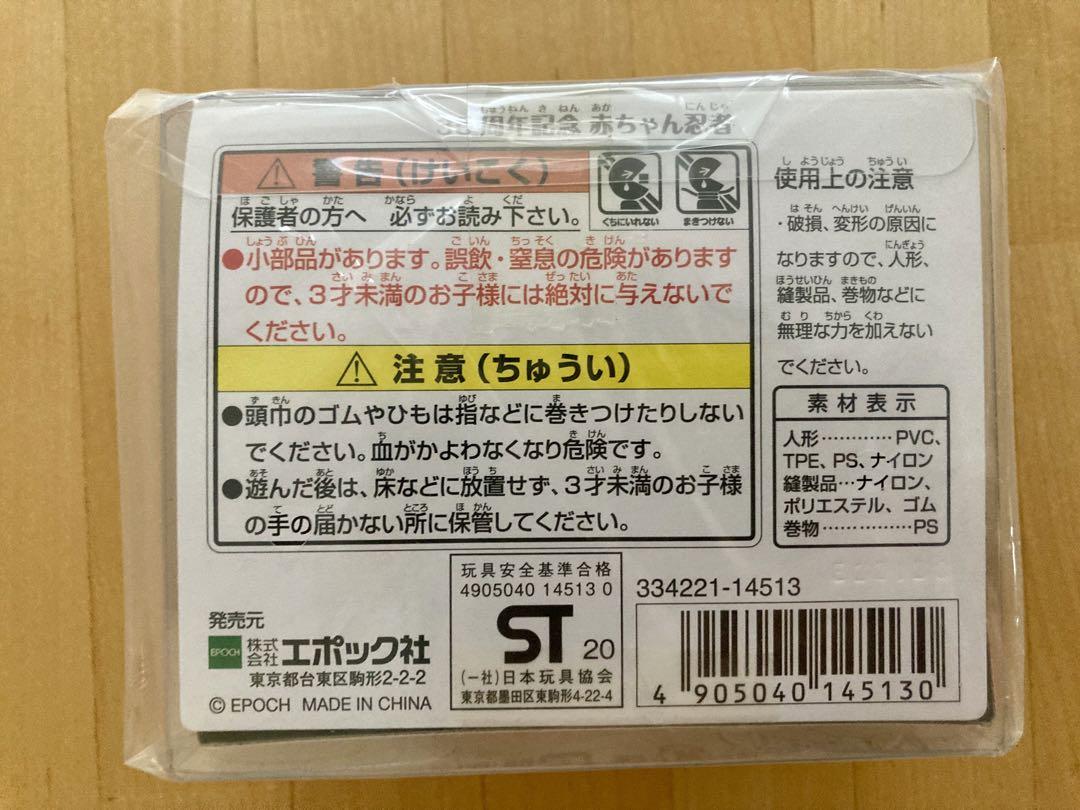 周年記念 赤ちゃん忍者
警告(けいこく)
くちにいれない
まきつけない
保護者の方へ 必ずお読み下さい。
●小部品があります。誤飲・窒息の危険があります
ので、3才未満のお子様には絶対に与えないで
ください。
注意(ちゅうい)
●頭巾のゴムやひもは指などに巻きつけたりしない
でください。血がかよわなくなり危険です。
●遊んだ後は、床などに放置せず、3才未満のお子様
の手の届かない所に保管してください。
使用上の注意
・破損、変形の原因に
なりますので、人形、
縫製品、巻物などに
無理な力を加えない
でください。
素材表示
人形…………PVC、
TPE、PS、ナイロン
縫製品…ナイロン、
ポリエステル、ゴム
巻物……………PS
発売元
EPOCH 株式会社エポック社
東京都台東区駒形2-2-2
© EPOCH MADE IN CHINA
玩具安全基準合格
4905040 14513 0
ST 20
(一社)日本玩具協会
東京都墨田区東駒形4-22-4
334221-14513
4 905040 145130